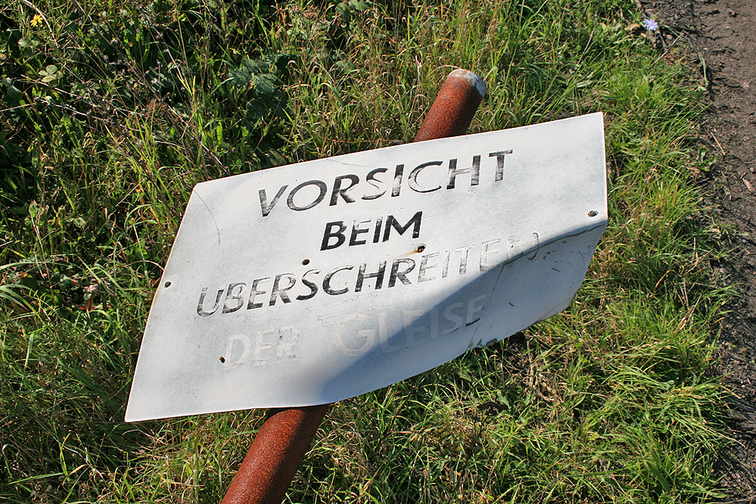 VORSICHT
BEIM
UBERSCHREITEN
DER GLEISE